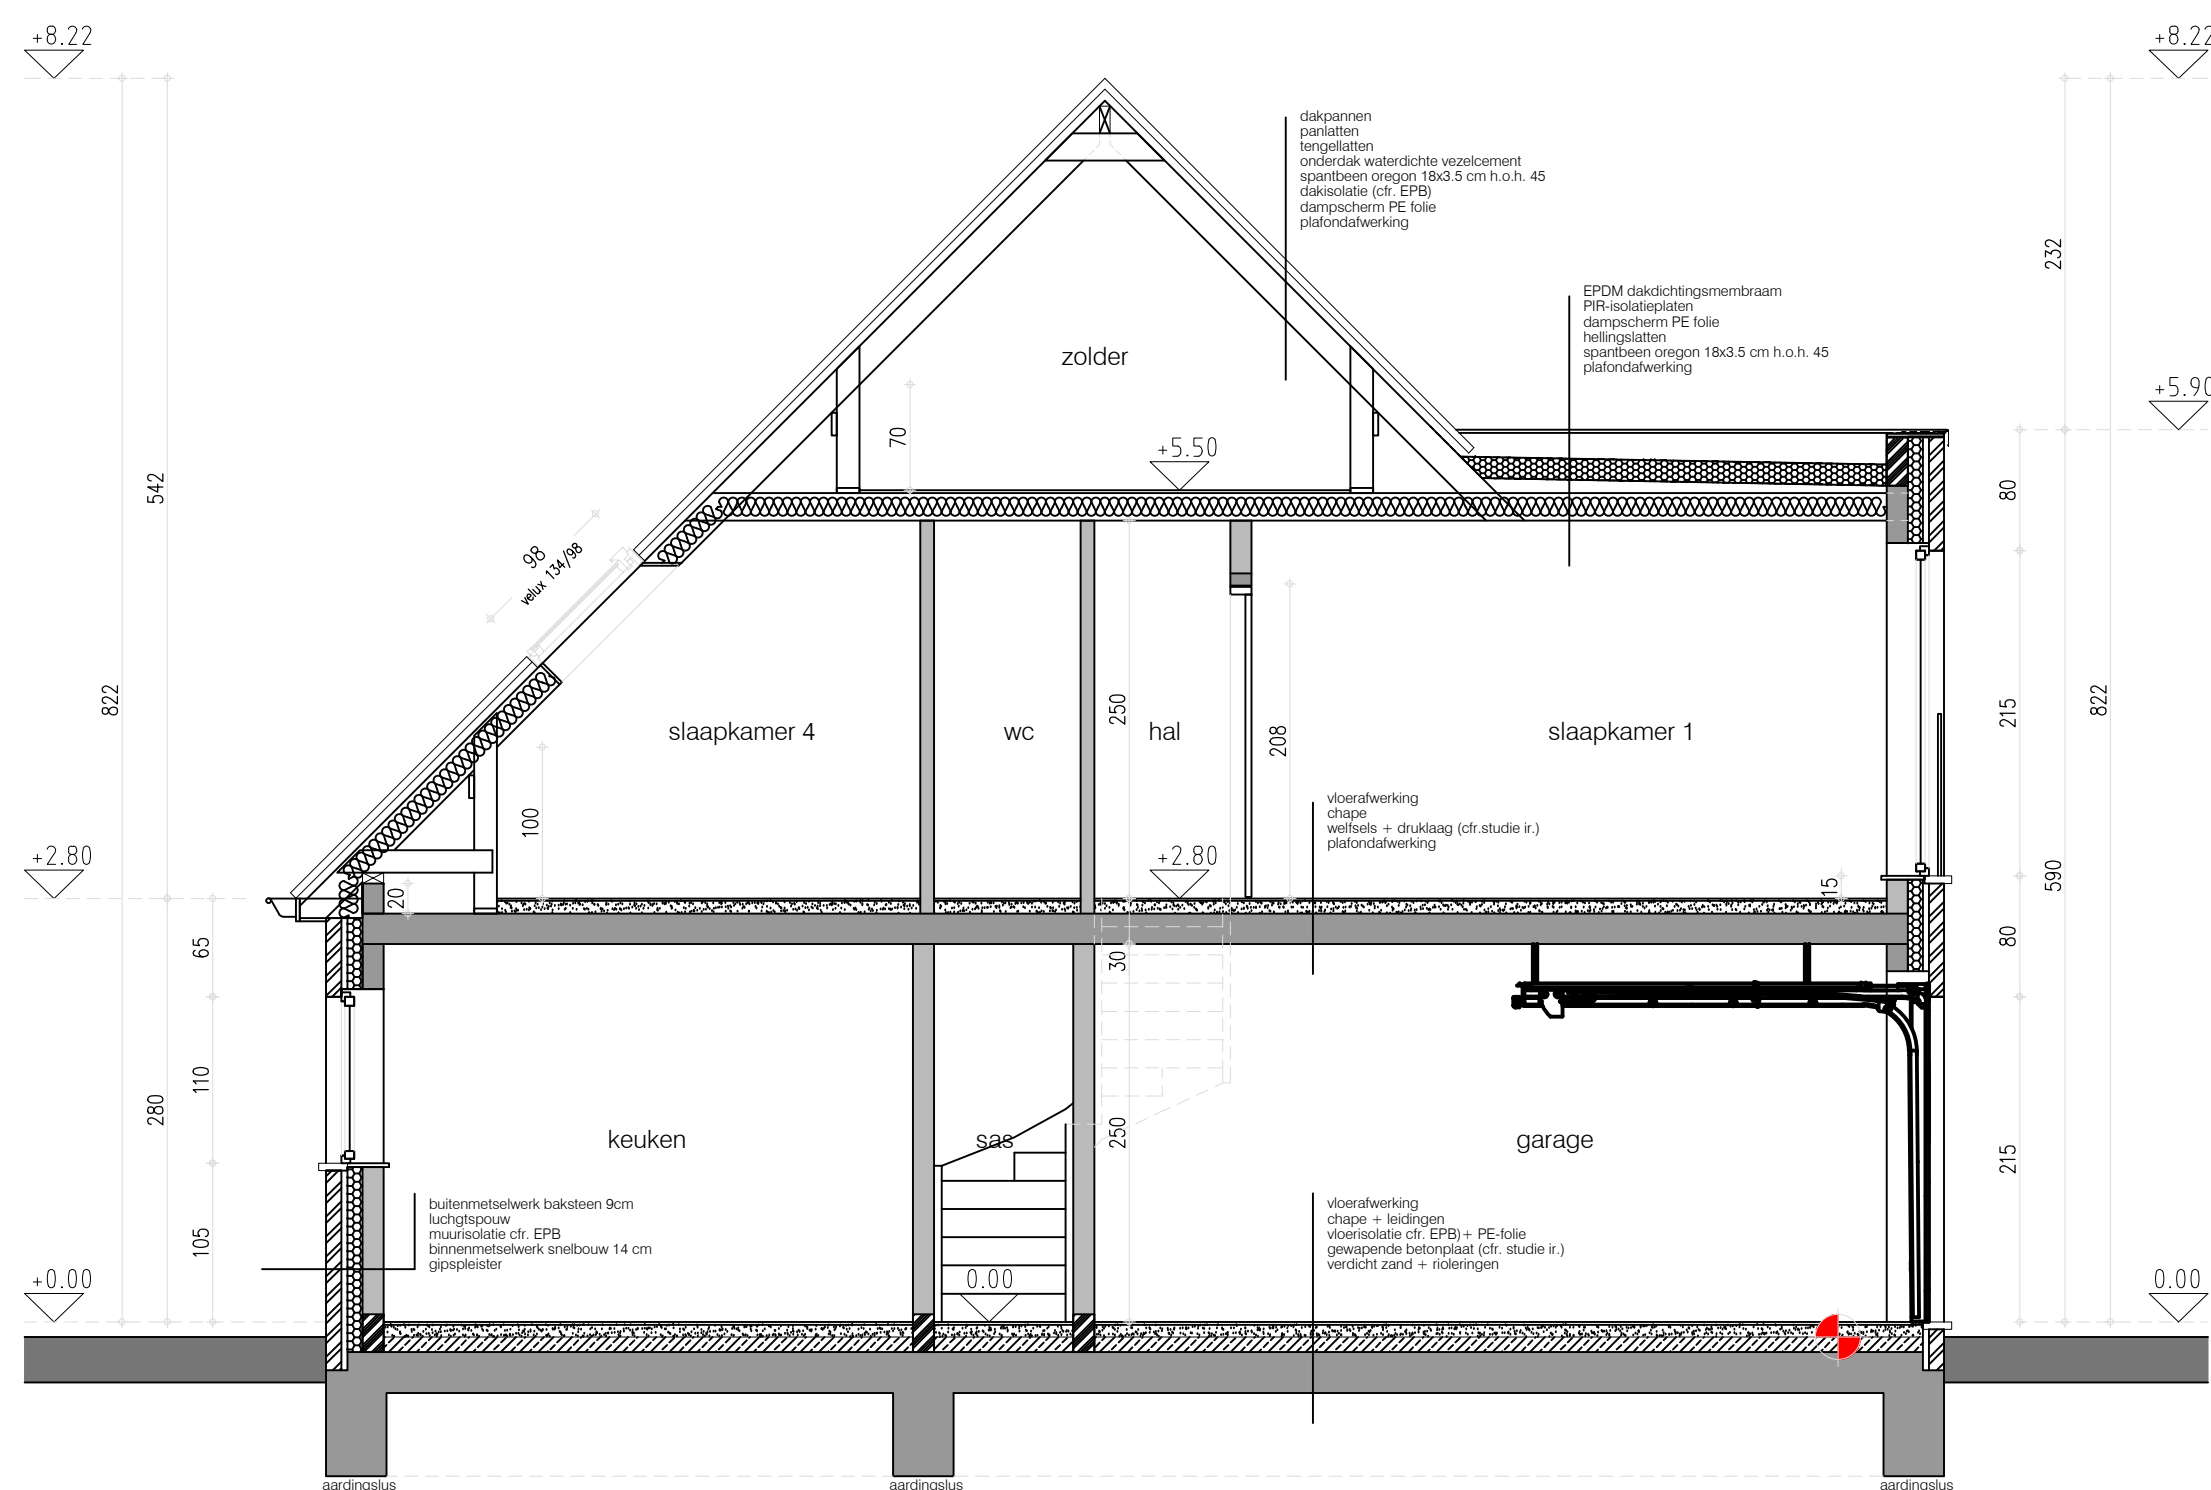 +8.22
+8.22
dakpannen
panlatten
tengellatten
onderdak waterdichte vezelcement
spantbeen oregon 18x3.5 cm h.o.h. 45
dakisolatie (cfr. EPB)
dampscherm PE folie
plafondafwerking
232
EPDM dakdichtingsmembraam
PIR-isolatieplaten
dampscherm PE folie
hellingslatten
spantbeen oregon 18x3.5 cm h.o.h. 45
plafondafwerking
zolder
+5.90
70
+5.50
542
80
98
velux 134/98
822
slaapkamer 4
wc
250
hal
208
slaapkamer 1
215
822
100
vloerafwerking
chape
welfsels + druklaag (cfr.studie ir.)
plafondafwerking
+2.80
+2.80
20
15
590
65
30
80
110
280
keuken
sas
250
garage
215
105
buitenmetselwerk baksteen 9cm
luchgtspouw
muurisolatie cfr. EPB
binnenmetselwerk snelbouw 14 cm
gipspleister
vloerafwerking
chape + leidingen
vloerisolatie cfr. EPB)+ PE-folie
gewapende betonplaat (cfr. studie ir.)
verdicht zand + rioleringen
+0.00
0.00
0.00
aardingslus
aardingslus
aardingslus